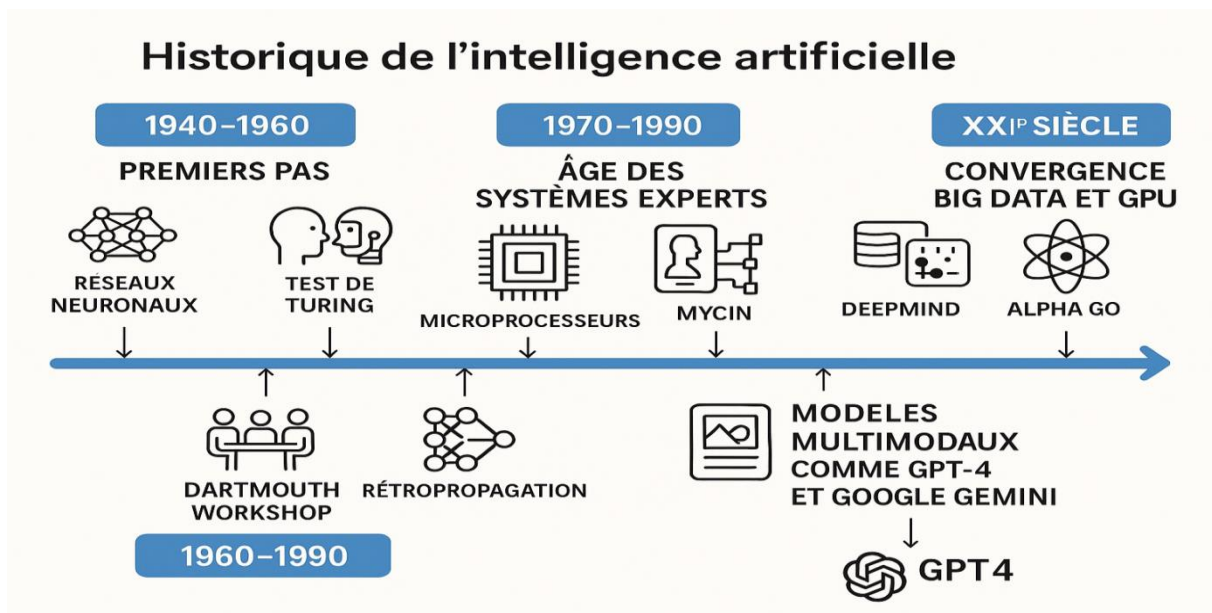 Historique de l’intelligence artificielle
1940–1960
PREMIERS PAS
RÉSEAUX
NEURONAUX
TEST DE
TURING
1970–1990
ÂGE DES
SYSTÈMES EXPERTS
MICROPROCESSEURS
MYCIN
XXIᵖ SIÈCLE
CONVERGENCE
BIG DATA ET GPU
DEEPMIND
ALPHA GO
DARTMOUTH
WORKSHOP
1960–1990
RÉTROPROPAGATION
MODELES
MULTIMODAUX
COMME GPT-4
ET GOOGLE GEMINI
GPT4